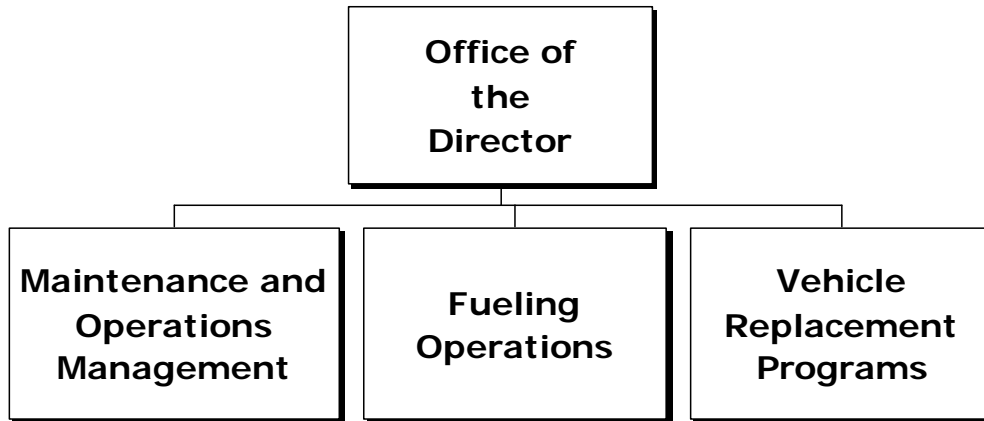 Office of
the
Director
Maintenance and
Operations
Management
Fueling
Operations
Vehicle
Replacement
Programs